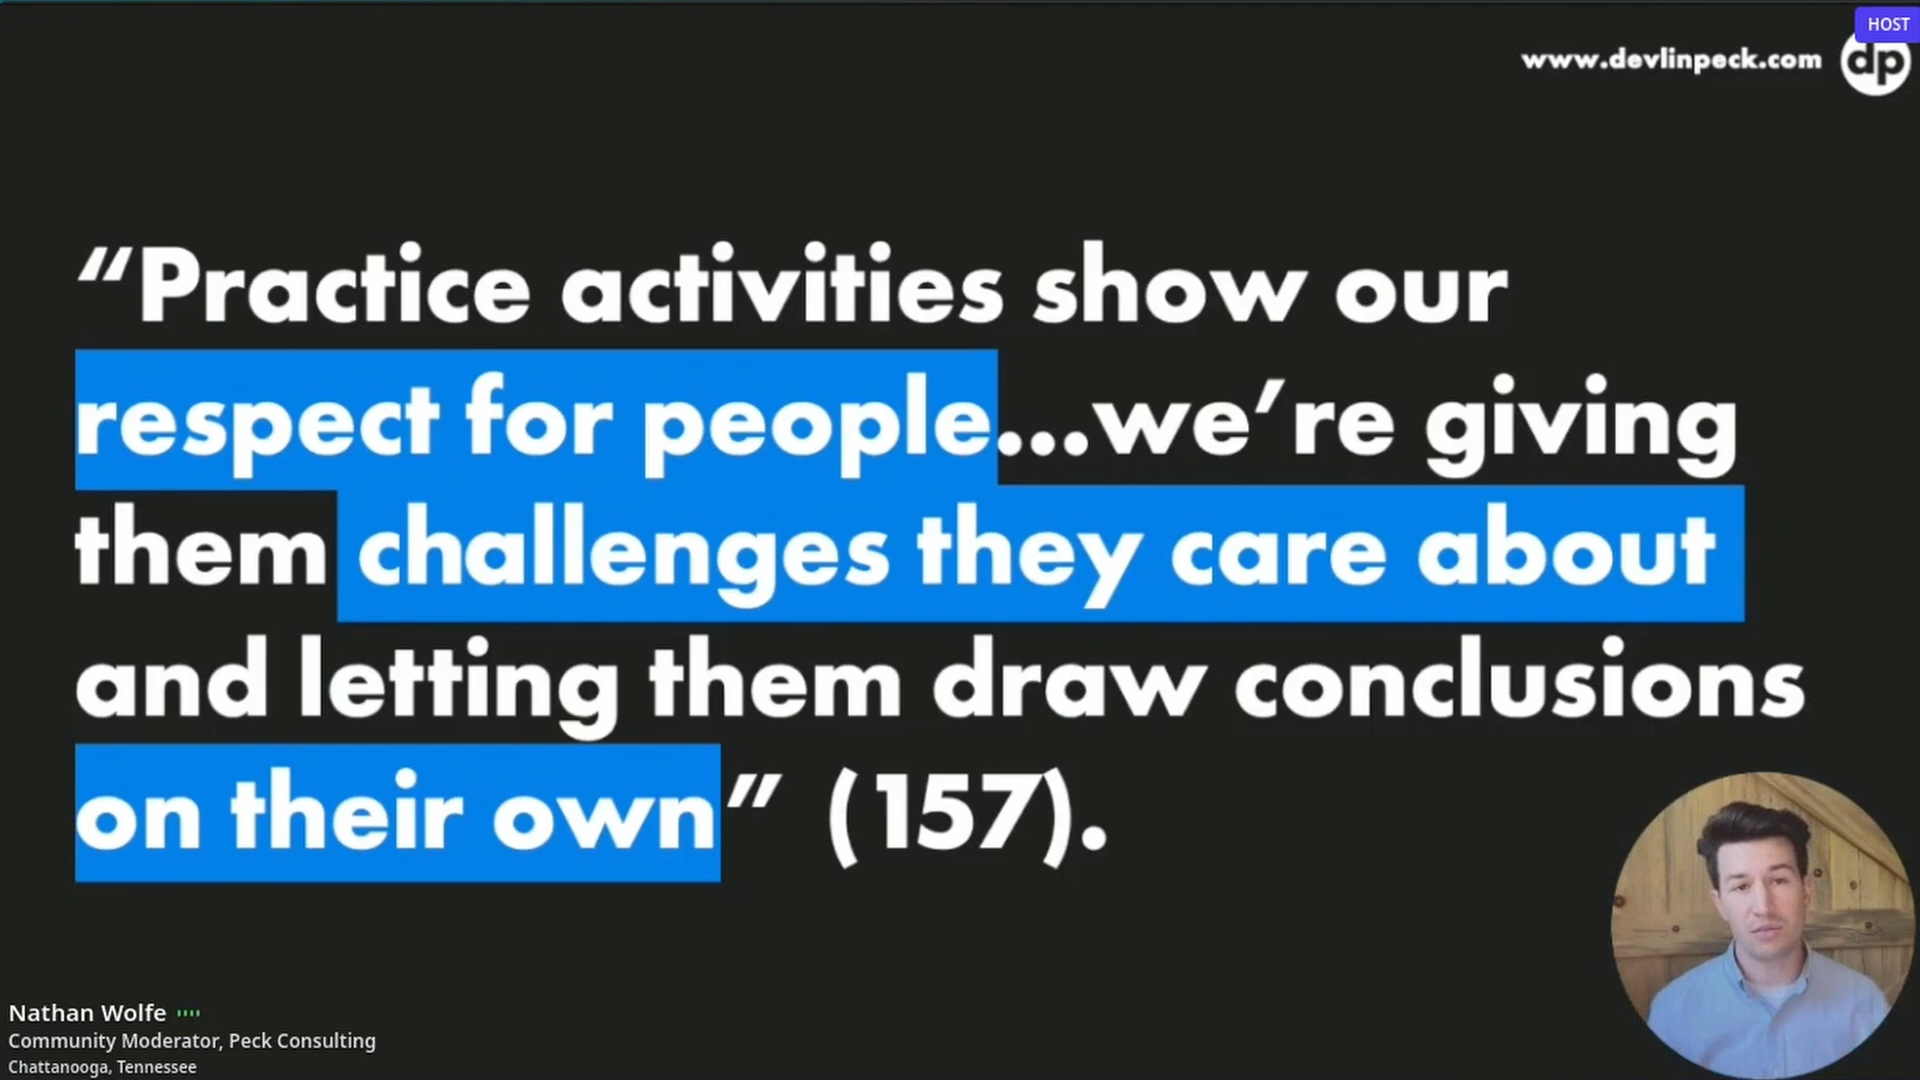 HOST
www.devlinpeck.com dp
“Practice activities show our
respect for people...we’re giving
them challenges they care about
and letting them draw conclusions
on their own” (157).
Nathan Wolfe
Community Moderator, Peck Consulting
Chattanooga, Tennessee